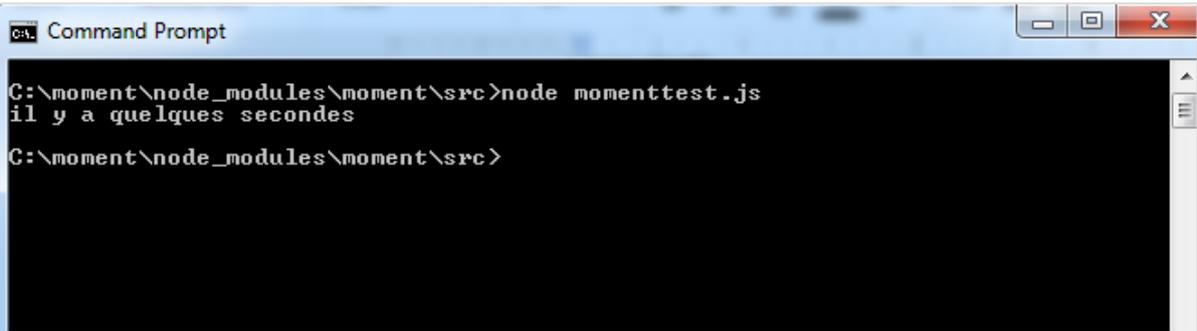 Command Prompt
C:\moment\node_modules\moment\src>node momenttest.js
il y a quelques secondes
C:\moment\node_modules\moment\src>